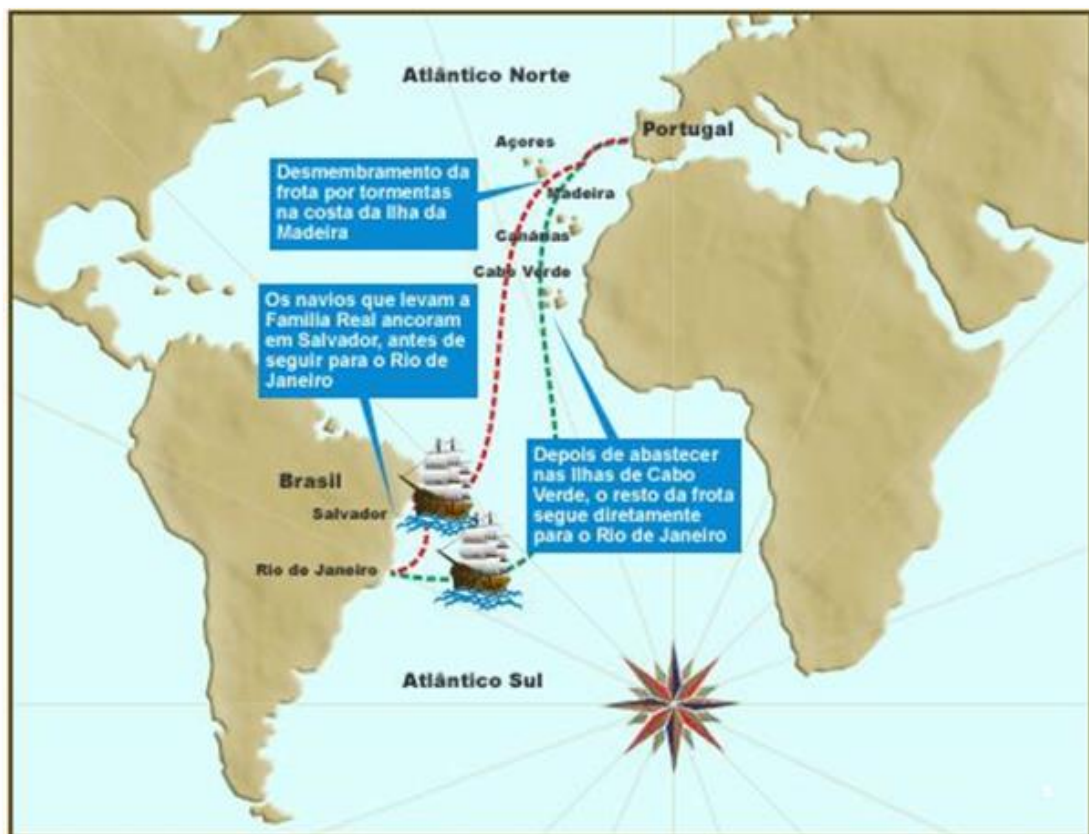 Atlântico Norte
Portugal
Açores
Desmembramento da
frota por tormentas
na costa da Ilha da
Madeira
Madeira
Canárias
Cabo Verde
Os navios que levam a
Família Real ancoram
em Salvador, antes de
seguir para o Rio de
Janeiro
Depois de abastecer
nas Ilhas de Cabo
Verde, o resto da frota
segue diretamente
para o Rio de Janeiro
Brasil
Salvador
Rio de Janeiro
Atlântico Sul